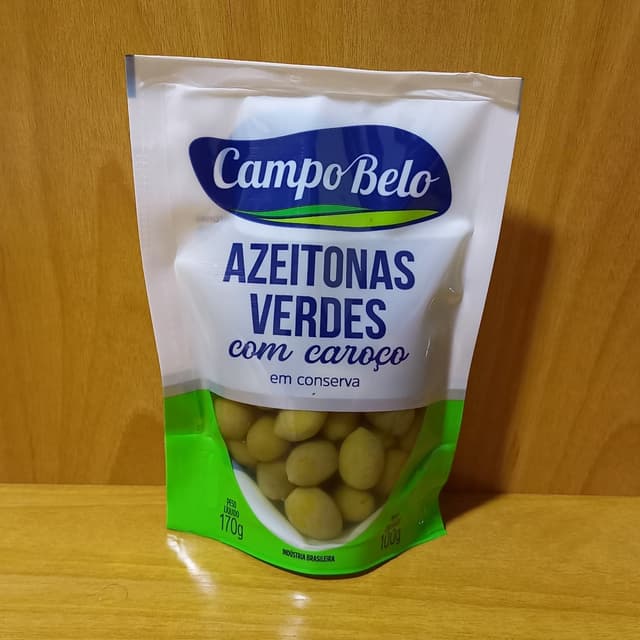 Campo Belo
AZEITONAS
VERDES
com caroço
em conserva
PESO
LÍQUIDO
170g
100g
INDÚSTRIA BRASILEIRA